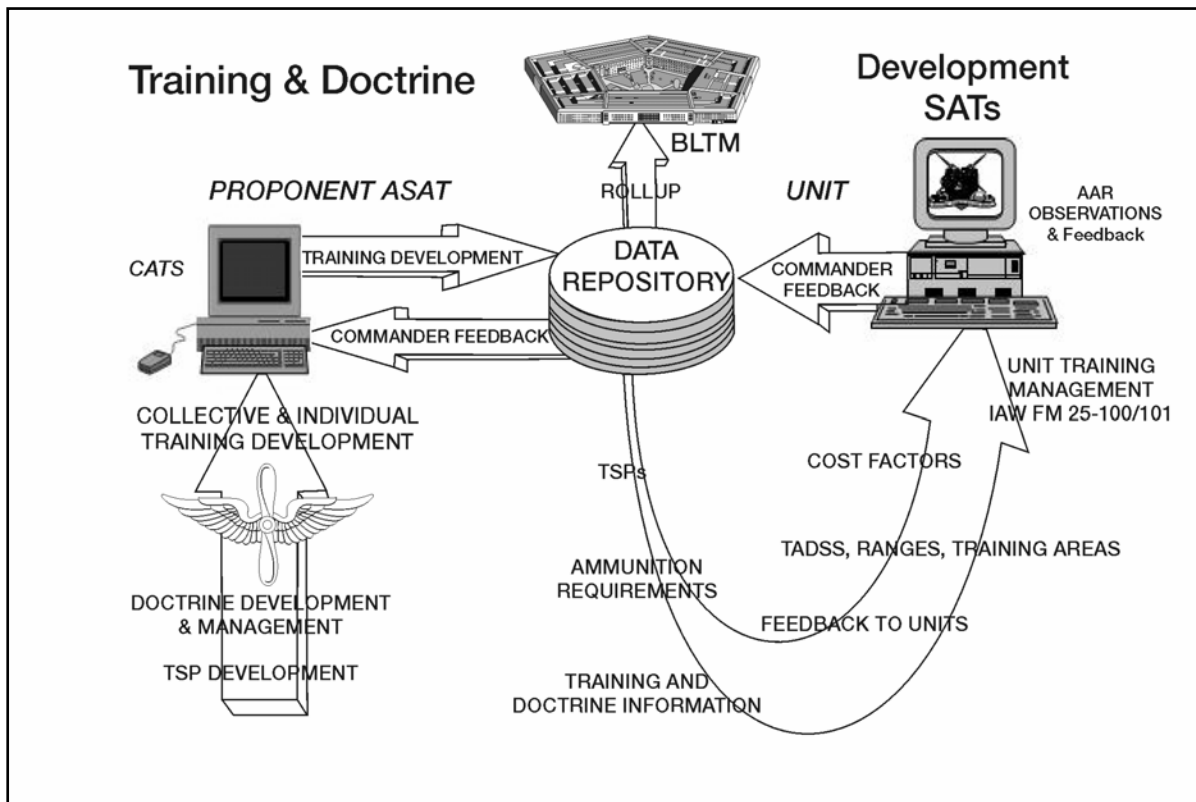 Training & Doctrine
Development
SATs
BLTM
ROLLUP
PROPONENT ASAT
UNIT
AAR
OBSERVATIONS
& Feedback
CATS
TRAINING DEVELOPMENT
DATA
REPOSITORY
COMMANDER
FEEDBACK
COMMANDER FEEDBACK
UNIT TRAINING
MANAGEMENT
IAW FM 25-100/101
COLLECTIVE & INDIVIDUAL
TRAINING DEVELOPMENT
TSPs
COST FACTORS
TADSS, RANGES, TRAINING AREAS
AMMUNITION
REQUIREMENTS
DOCTRINE DEVELOPMENT
& MANAGEMENT
FEEDBACK TO UNITS
TSP DEVELOPMENT
TRAINING AND
DOCTRINE INFORMATION